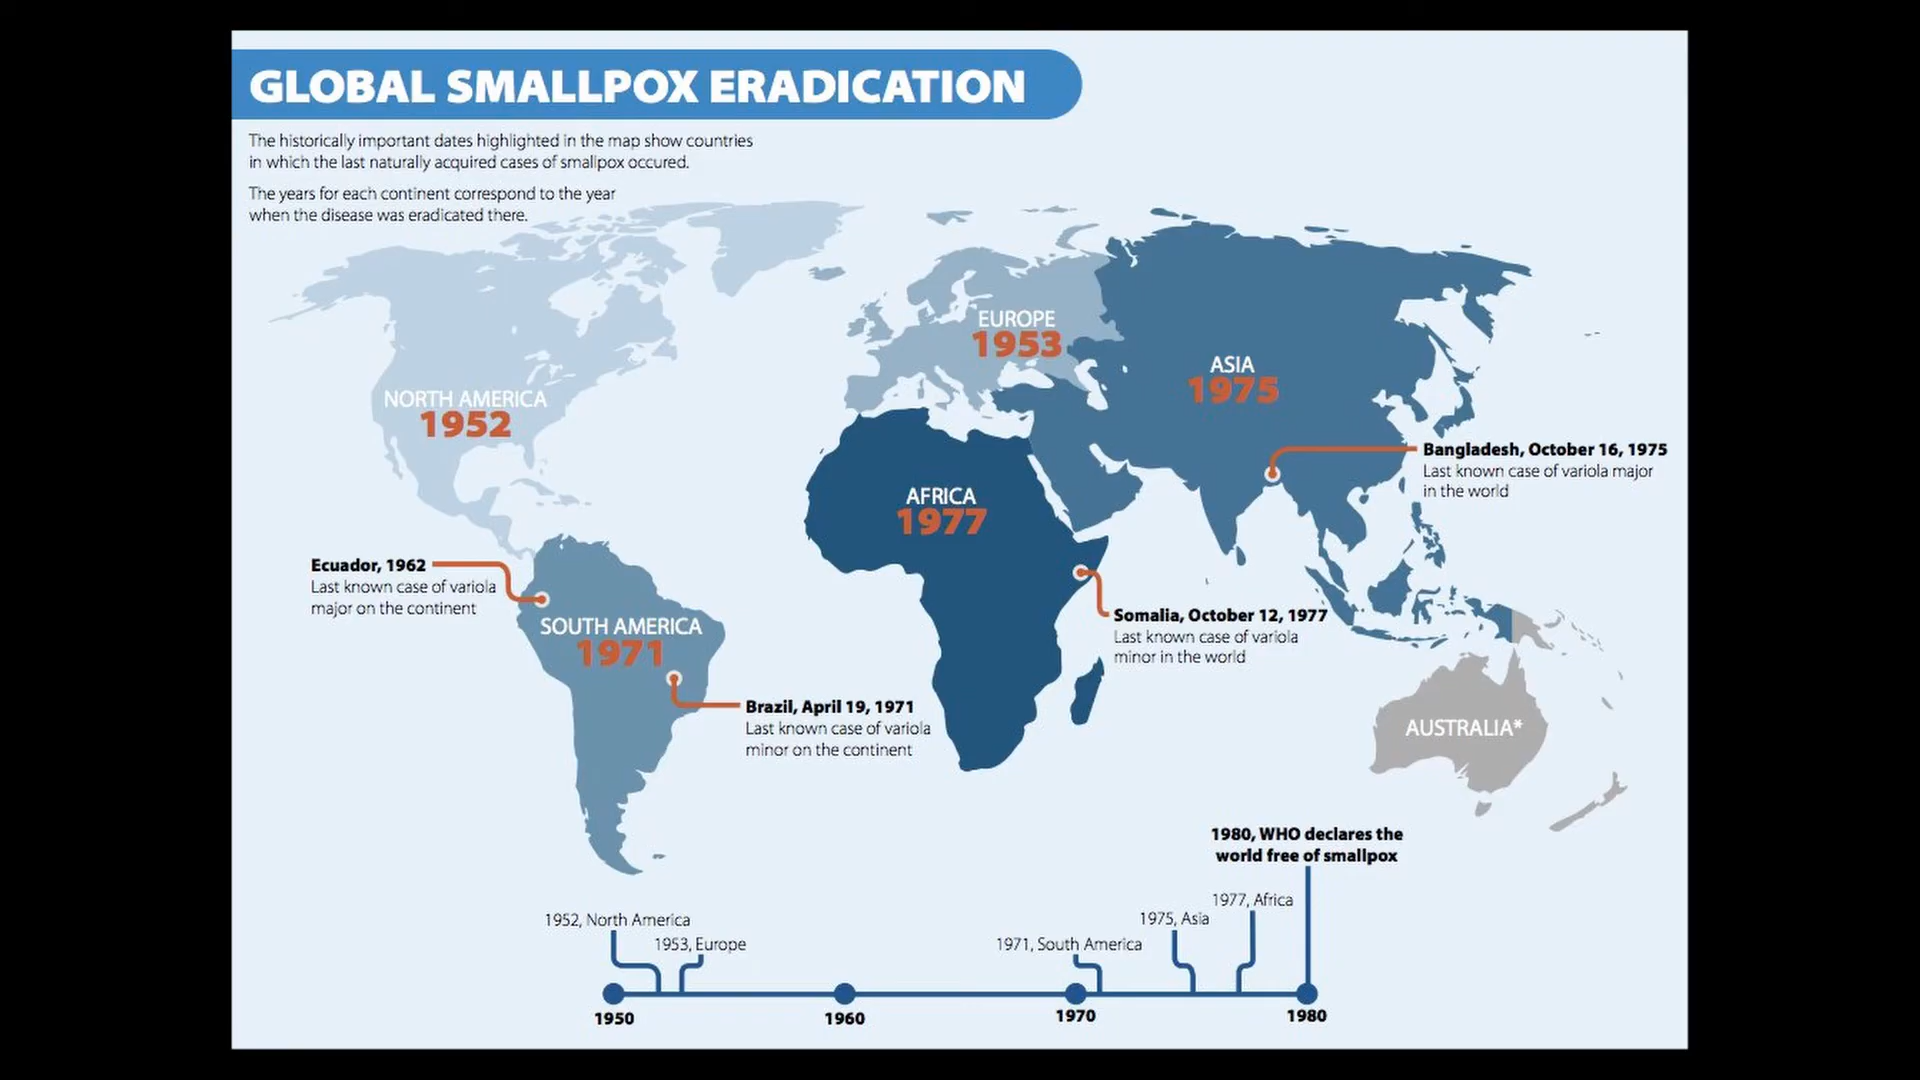 GLOBAL SMALLPOX ERADICATION
The historically important dates highlighted in the map show countries
in which the last naturally acquired cases of smallpox occured.
The years for each continent correspond to the year
when the disease was eradicated there.
NORTH AMERICA
1952
EUROPE
1953
ASIA
1975
AFRICA
1977
Bangladesh, October 16, 1975
Last known case of variola major
in the world
Ecuador, 1962
Last known case of variola
major on the continent
SOUTH AMERICA
1971
Somalia, October 12, 1977
Last known case of variola
minor in the world
Brazil, April 19, 1971
Last known case of variola
minor on the continent
AUSTRALIA*
1980, WHO declares the
world free of smallpox
1952, North America
1953, Europe
1971, South America
1975, Asia
1977, Africa
1950
1960
1970
1980